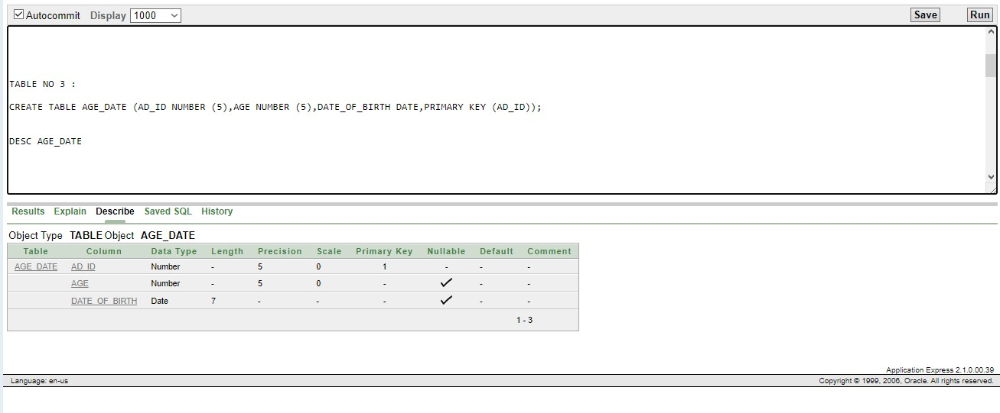 Autocommit Display 1000 Save Run
TABLE NO 3 :
CREATE TABLE AGE_DATE (AD_ID NUMBER (5),AGE NUMBER (5),DATE_OF_BIRTH DATE,PRIMARY KEY (AD_ID));
DESC AGE_DATE
Results Explain Describe Saved SQL History
Object Type TABLE Object AGE_DATE
Table Column Data Type Length Precision Scale Primary Key Nullable Default Comment
AGE_DATE AD_ID Number - 5 0 1 - - -
AGE Number - 5 0 - ✓ - -
DATE_OF_BIRTH Date 7 - - - ✓ - -
1 - 3
Application Express 2.1.0.00.39
Language: en-us Copyright © 1999, 2006, Oracle. All rights reserved.